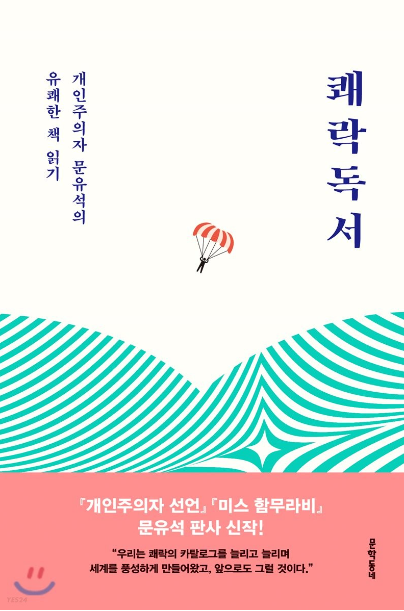 쾌락독서
개인주의자 문유석의
유쾌한 책 읽기
『개인주의자 선언』『미스 함무라비』
문유석 판사 신작!
“우리는 쾌락의 카탈로그를 늘리고 늘리며
세계를 풍성하게 만들어왔고, 앞으로도 그럴 것이다.”
문학동네